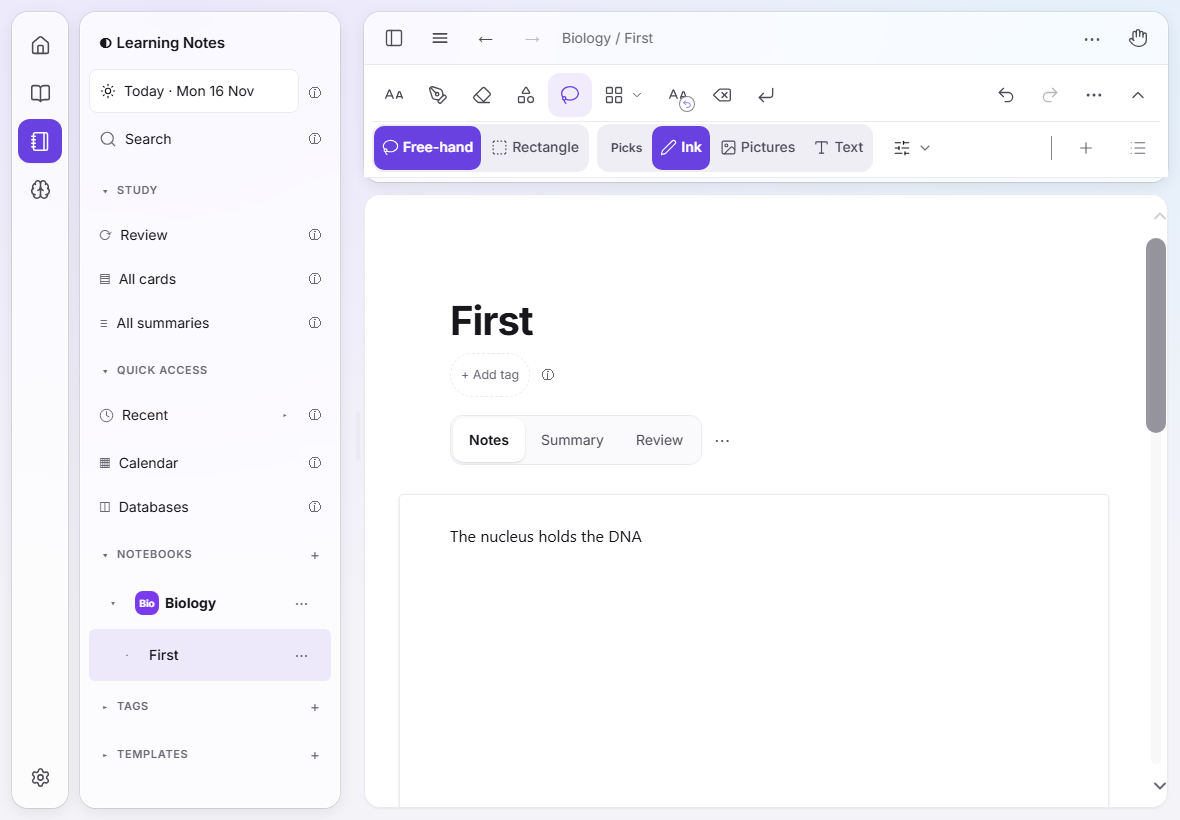 Learning Notes
Today · Mon 16 Nov
Search
STUDY
Review
All cards
All summaries
QUICK ACCESS
Recent
Calendar
Databases
NOTEBOOKS
Bio Biology
First
TAGS
TEMPLATES
Biology / First
AA
AA
Free-hand Rectangle Picks Ink Pictures Text
First
+ Add tag
Notes Summary Review
The nucleus holds the DNA